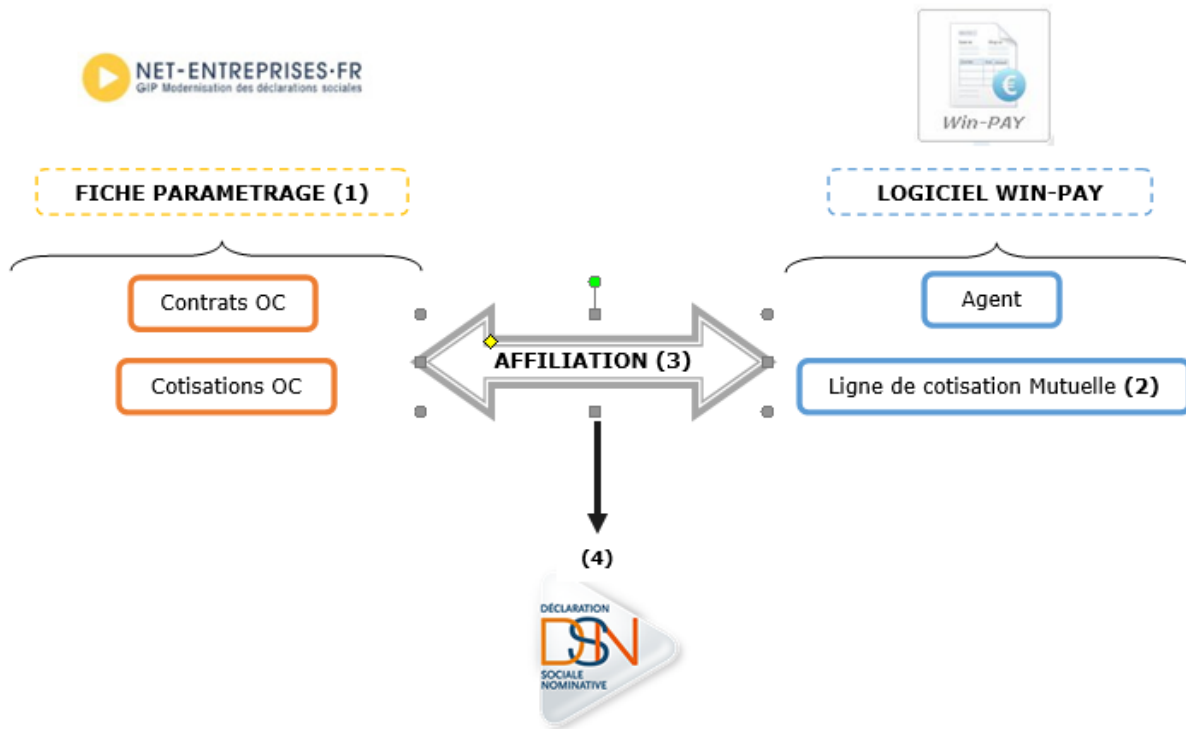 NET-ENTREPRISES·FR
GIP Modernisation des déclarations sociales
€
Win-PAY
FICHE PARAMETRAGE (1)
LOGICIEL WIN-PAY
Contrats OC
Agent
AFFILIATION (3)
Cotisations OC
Ligne de cotisation Mutuelle (2)
(4)
DÉCLARATION
DSN
SOCIALE
NOMINATIVE